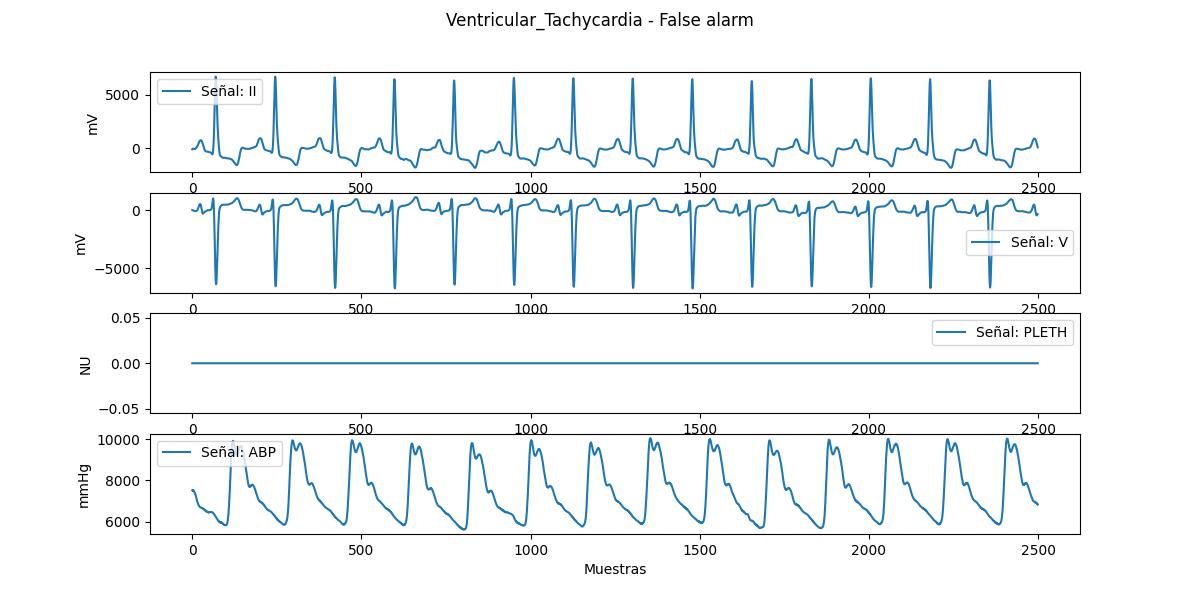 Ventricular_Tachycardia - False alarm
5000
0
mV
Señal: II
0 500 1000 1500 2000 2500
0
−5000
mV
Señal: V
0 500 1000 1500 2000 2500
0.05
0.00
−0.05
NU
Señal: PLETH
0 500 1000 1500 2000 2500
10000
8000
6000
mmHg
Señal: ABP
0 500 1000 1500 2000 2500
Muestras